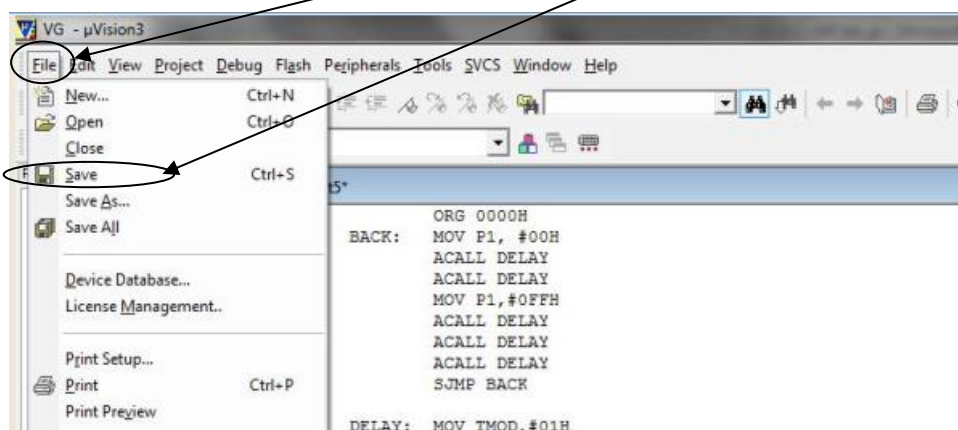 VG - µVision3
File Edit View Project Debug Flash Peripherals Tools SVCS Window Help
New... Ctrl+N
Open Ctrl+O
Close
Save Ctrl+S
Save As...
Save All
Device Database...
License Management..
Print Setup...
Print Ctrl+P
Print Preview
t5*
ORG 0000H
BACK: MOV P1, #00H
ACALL DELAY
ACALL DELAY
MOV P1,#0FFH
ACALL DELAY
ACALL DELAY
ACALL DELAY
SJMP BACK
DELAY: MOV TMOD,#01H